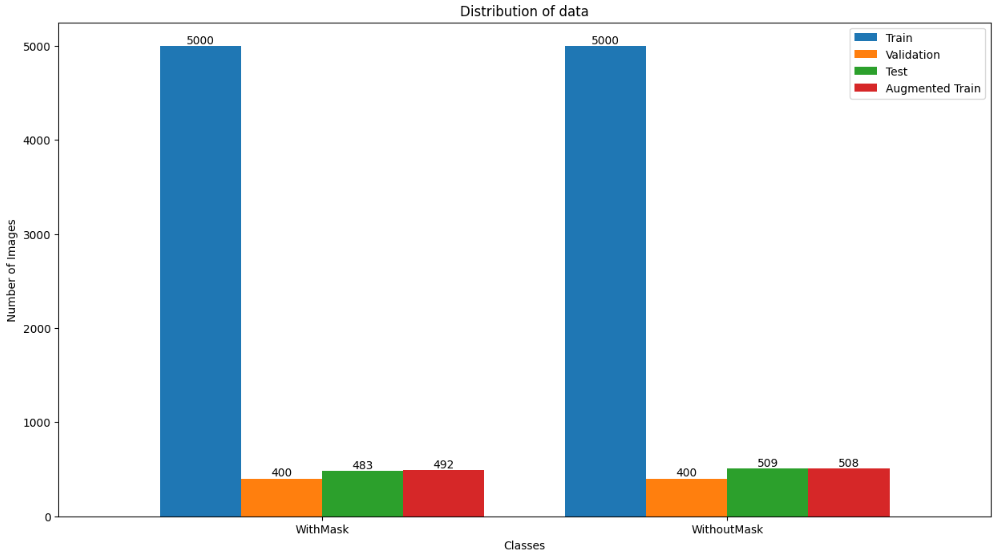 Distribution of data
5000
4000
3000
2000
1000
0
Number of Images
5000
400
483
492
5000
400
509
508
Train
Validation
Test
Augmented Train
WithMask
WithoutMask
Classes